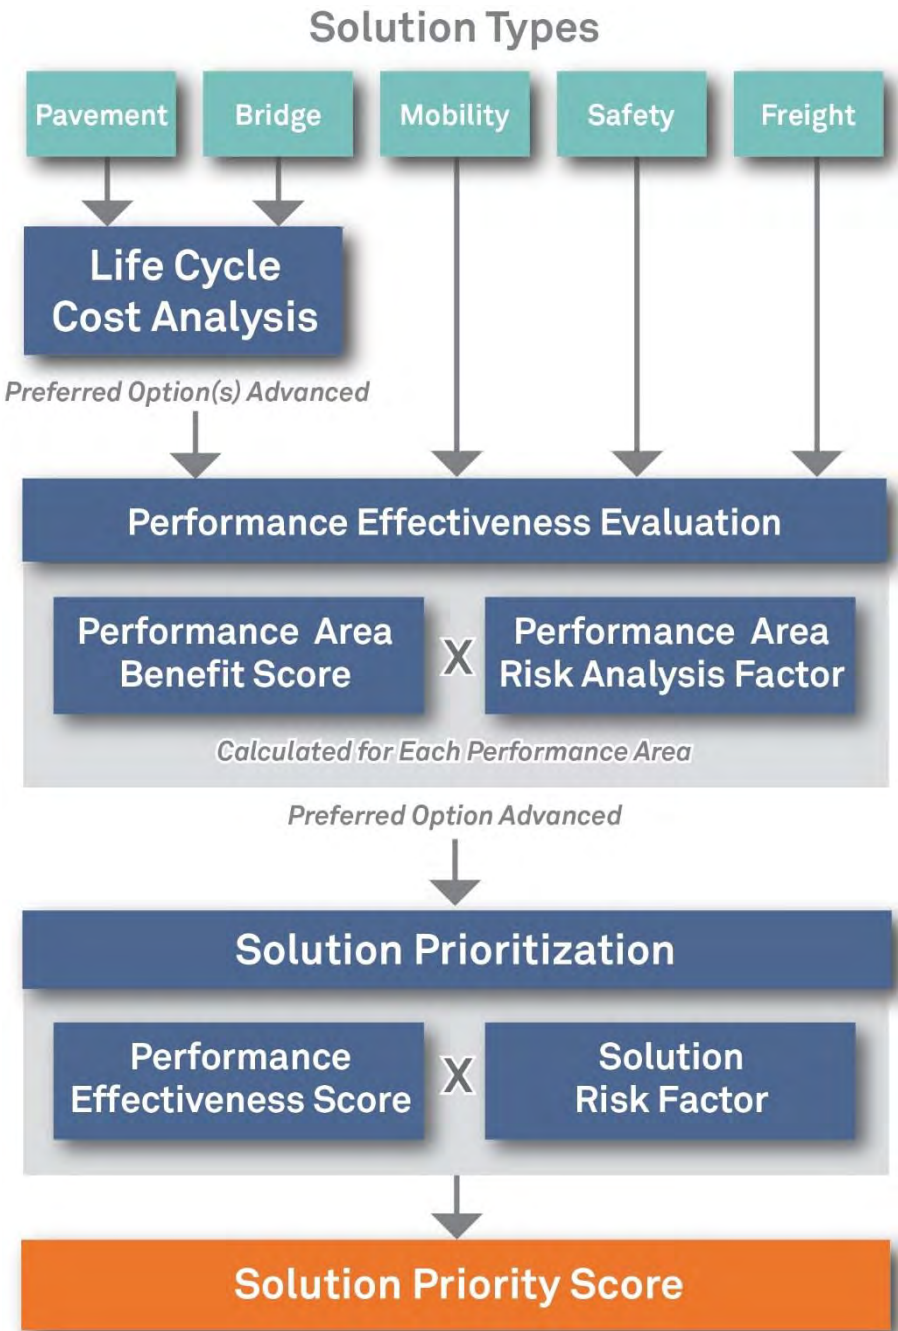 Solution Types
Pavement
Bridge
Mobility
Safety
Freight
Life Cycle
Cost Analysis
Preferred Option(s) Advanced
Performance Effectiveness Evaluation
Performance Area
Benefit Score
X
Performance Area
Risk Analysis Factor
Calculated for Each Performance Area
Preferred Option Advanced
Solution Prioritization
Performance
Effectiveness Score
X
Solution
Risk Factor
Solution Priority Score